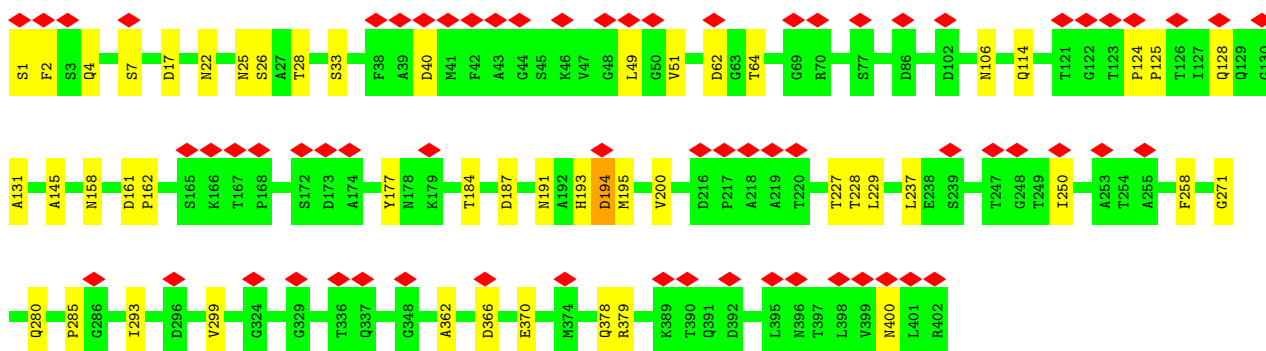 S1 F2 S3 Q4 S7 D17 N22 N25 S26 A27 T28 S33 F38 A39 D40 M41 F42 A43 G44 S45 K46 V47 G48 L49 G50 V51 D62 G63 T64 G69 R70 S77 D86 D102 N106 Q114 T121 G122 T123 P124 P125 T126 I127 Q128 Q129 G130
A131 A145 N158 D161 P162 S165 K166 T167 P168 S172 D173 A174 Y177 N178 K179 T184 D187 N191 A192 H193 D194 M195 V200 D216 P217 A218 A219 T220 T227 T228 L229 L237 E238 S239 T247 G248 T249 I250 A253 T254 A255 F258 G271
Q280 P285 G286 I293 D296 V299 G324 G329 T336 Q337 G348 A362 D366 E370 M374 Q378 R379 K389 T390 Q391 D392 L395 N396 T397 L398 V399 N400 L401 R402